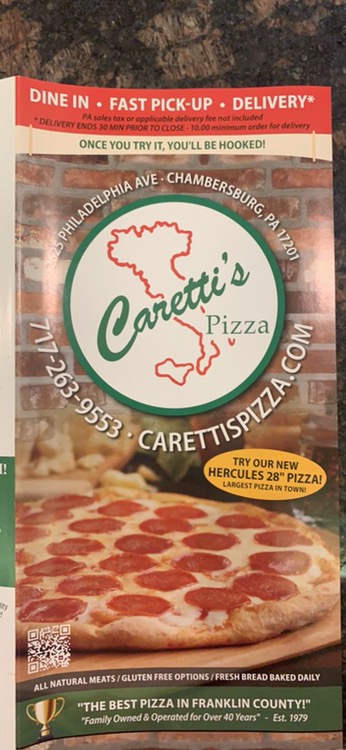 DINE IN • FAST PICK-UP • DELIVERY*
PA sales tax or applicable delivery fee not included
* DELIVERY ENDS 30 MIN PRIOR TO CLOSE - 10.00 minimum order for delivery
ONCE YOU TRY IT, YOU'LL BE HOOKED!
PHILADELPHIA AVE · CHAMBERSBURG, PA 17201
Caretti's
Pizza
717-263-9553 · CARETTISPIZZA.COM
TRY OUR NEW
HERCULES 28" PIZZA!
LARGEST PIZZA IN TOWN!
ALL NATURAL MEATS / GLUTEN FREE OPTIONS / FRESH BREAD BAKED DAILY
"THE BEST PIZZA IN FRANKLIN COUNTY!"
"Family Owned & Operated for Over 40 Years" - Est. 1979